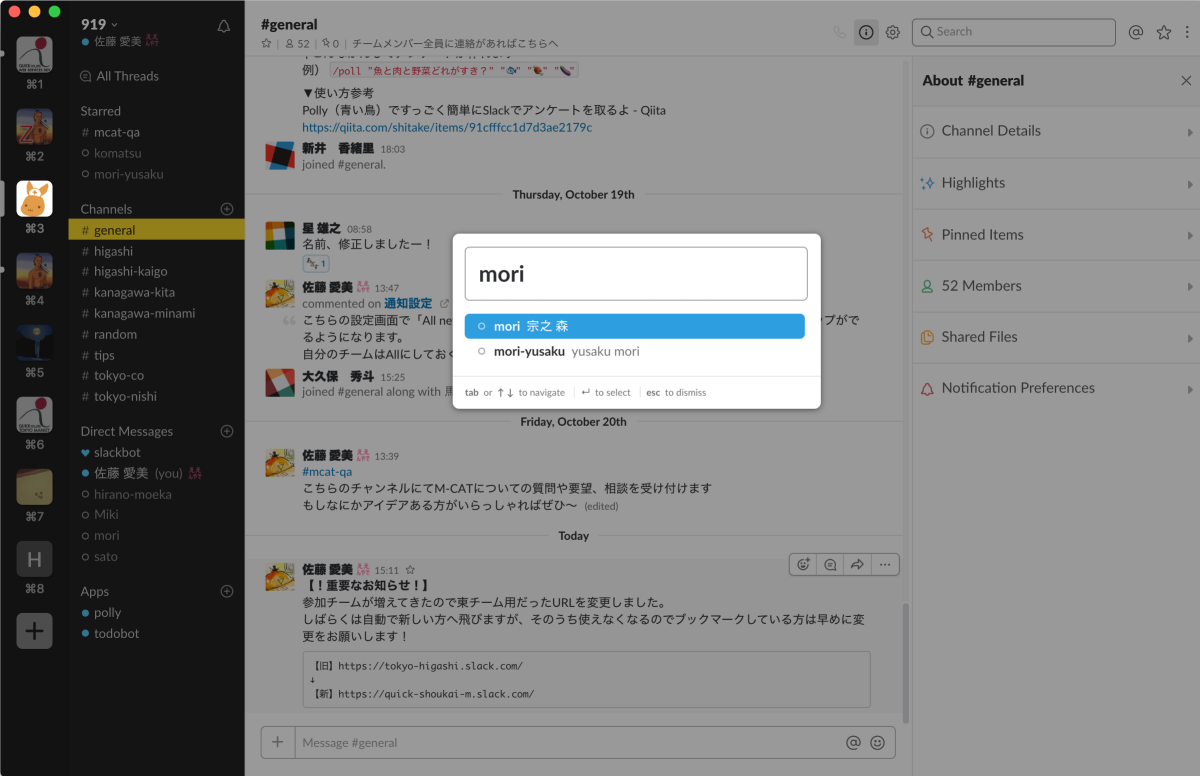 919
佐藤 愛美
⌘1
⌘2
⌘3
⌘4
⌘5
⌘6
⌘7
H
⌘8
All Threads
Starred
# mcat-qa
komatsu
mori-yusaku
Channels
# general
# higashi
# higashi-kaigo
# kanagawa-kita
# kanagawa-minami
# random
# tips
# tokyo-co
# tokyo-nishi
Direct Messages
slackbot
佐藤 愛美 (you)
hirano-moeka
Miki
mori
sato
Apps
polly
todobot
#general
52 | 0 | チームメンバー全員に連絡があればこちらへ
Search
例） /poll "魚と肉と野菜どれがすき？" "🐟" "🍖" "🍆"
▼使い方参考
Polly（青い鳥）ですっごく簡単にSlackでアンケートを取るよ - Qiita
https://qiita.com/shitake/items/91cfffcc1d7d3ae2179c
新井 香緒里 18:03
joined #general.
Thursday, October 19th
星 雄之 08:58
名前、修正しましたー！
1
佐藤 愛美 13:47
commented on 通知設定
こちらの設定画面で「All ne
ップがで
るようになります。
自分のチームはAllにしておく
大久保 秀斗 15:25
joined #general along with 馬
Friday, October 20th
佐藤 愛美 13:39
#mcat-qa
こちらのチャンネルにてM-CATについての質問や要望、相談を受け付けます
もしなにかアイデアある方がいらっしゃればぜひ〜 (edited)
Today
佐藤 愛美 15:11
【！重要なお知らせ！】
参加チームが増えてきたので東チーム用だったURLを変更しました。
しばらくは自動で新しい方へ飛びますが、そのうち使えなくなるのでブックマークしている方は早めに変
更をお願いします！
【旧】https://tokyo-higashi.slack.com/
↓
【新】https://quick-shoukai-m.slack.com/
Message #general
mori
mori 宗之 森
mori-yusaku yusaku mori
tab or ↑ ↓ to navigate
↵ to select
esc to dismiss
About #general
Channel Details
Highlights
Pinned Items
52 Members
Shared Files
Notification Preferences